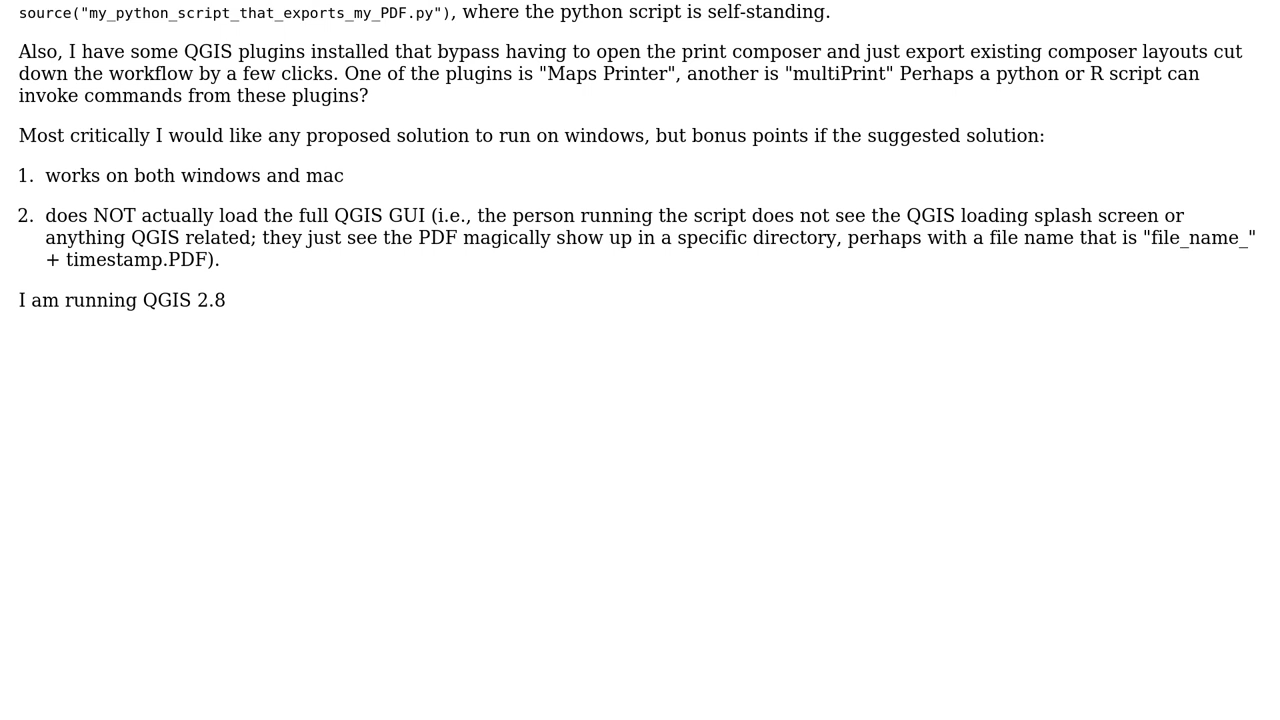 source("my_python_script_that_exports_my_PDF.py"), where the python script is self-standing.
Also, I have some QGIS plugins installed that bypass having to open the print composer and just export existing composer layouts cut
down the workflow by a few clicks. One of the plugins is "Maps Printer", another is "multiPrint" Perhaps a python or R script can
invoke commands from these plugins?
Most critically I would like any proposed solution to run on windows, but bonus points if the suggested solution:
1. works on both windows and mac
2. does NOT actually load the full QGIS GUI (i.e., the person running the script does not see the QGIS loading splash screen or
anything QGIS related; they just see the PDF magically show up in a specific directory, perhaps with a file name that is "file_name_"
+ timestamp.PDF).
I am running QGIS 2.8